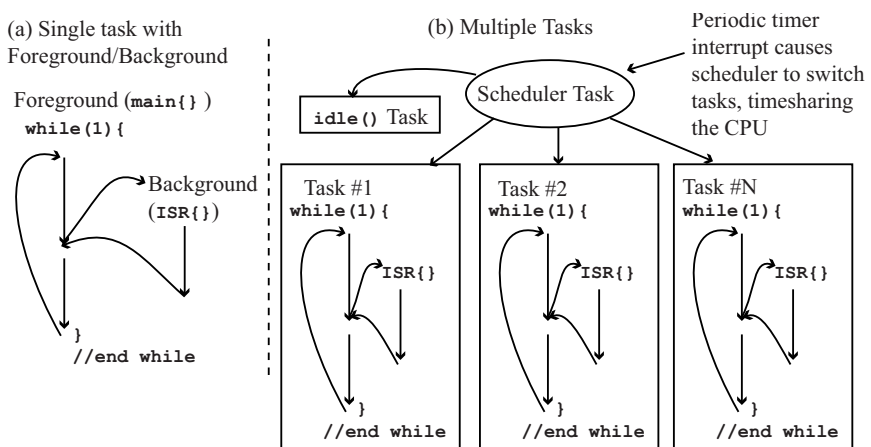 (a) Single task with
Foreground/Background
Foreground (main{} )
while(1){
Background
(ISR{})
}
//end while
(b) Multiple Tasks
Periodic timer
interrupt causes
scheduler to switch
tasks, timesharing
the CPU
Scheduler Task
idle() Task
Task #1
while(1){
ISR{}
}
//end while
Task #2
while(1){
ISR{}
}
//end while
Task #N
while(1){
ISR{}
}
//end while